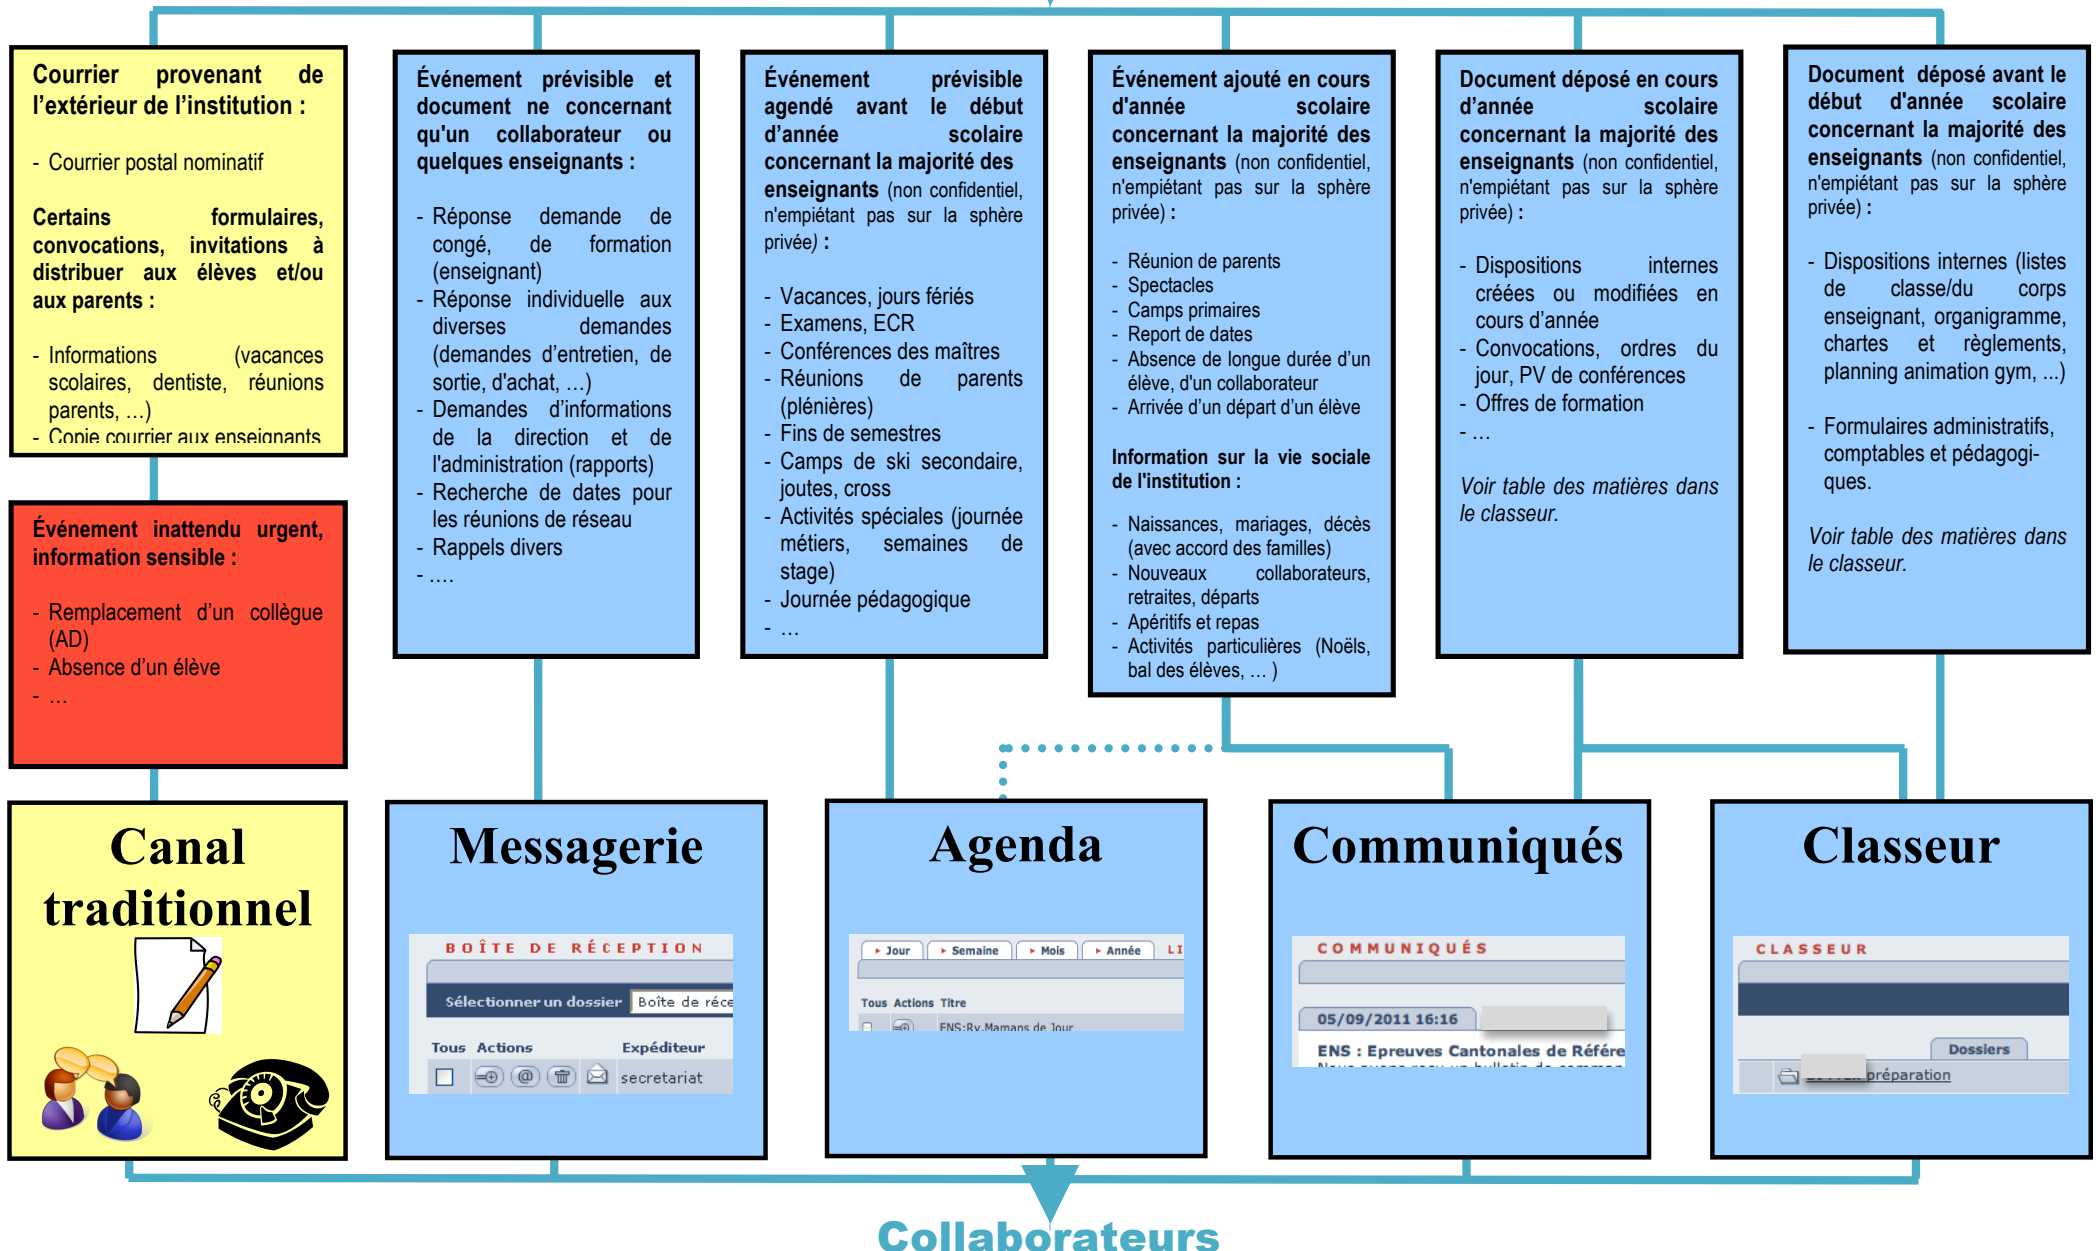 Courrier provenant de
l'extérieur de l'institution :
- Courrier postal nominatif
Certains formulaires,
convocations, invitations à
distribuer aux élèves et/ou
aux parents :
- Informations (vacances
scolaires, dentiste, réunions
parents, …)
- Copie courrier aux enseignants
Événement inattendu urgent,
information sensible :
- Remplacement d'un collègue
(AD)
- Absence d'un élève
- …
Événement prévisible et
document ne concernant
qu'un collaborateur ou
quelques enseignants :
- Réponse demande de
congé, de formation
(enseignant)
- Réponse individuelle aux
diverses demandes
(demandes d'entretien, de
sortie, d'achat, …)
- Demandes d'informations
de la direction et de
l'administration (rapports)
- Recherche de dates pour
les réunions de réseau
- Rappels divers
- ….
Événement prévisible
agendé avant le début
d'année scolaire
concernant la majorité des
enseignants (non confidentiel,
n'empiétant pas sur la sphère
privée) :
- Vacances, jours fériés
- Examens, ECR
- Conférences des maîtres
- Réunions de parents
(plénières)
- Fins de semestres
- Camps de ski secondaire,
joutes, cross
- Activités spéciales (journée
métiers, semaines de
stage)
- Journée pédagogique
- …
Événement ajouté en cours
d'année scolaire
concernant la majorité des
enseignants (non confidentiel,
n'empiétant pas sur la sphère
privée) :
- Réunion de parents
- Spectacles
- Camps primaires
- Report de dates
- Absence de longue durée d'un
élève, d'un collaborateur
- Arrivée d'un départ d'un élève
Information sur la vie sociale
de l'institution :
- Naissances, mariages, décès
(avec accord des familles)
- Nouveaux collaborateurs,
retraites, départs
- Apéritifs et repas
- Activités particulières (Noëls,
bal des élèves, … )
Document déposé en cours
d'année scolaire
concernant la majorité des
enseignants (non confidentiel,
n'empiétant pas sur la sphère
privée) :
- Dispositions internes
créées ou modifiées en
cours d'année
- Convocations, ordres du
jour, PV de conférences
- Offres de formation
- …
Voir table des matières dans
le classeur.
Document déposé avant le
début d'année scolaire
concernant la majorité des
enseignants (non confidentiel,
n'empiétant pas sur la sphère
privée) :
- Dispositions internes (listes
de classe/du corps
enseignant, organigramme,
chartes et règlements,
planning animation gym, ...)
- Formulaires administratifs,
comptables et pédagogi-
ques.
Voir table des matières dans
le classeur.
Canal
traditionnel
Messagerie
BOÎTE DE RÉCEPTION
Sélectionner un dossier Boîte de réce
Tous Actions Expéditeur
secretariat
Agenda
Jour Semaine Mois Année LI
Tous Actions Titre
ENS:Ry.Mamans de Jour
Communiqués
COMMUNIQUÉS
05/09/2011 16:16
ENS : Epreuves Cantonales de Référe
Nous avons reçu un bulletin de
Classeur
CLASSEUR
Dossiers
préparation
Collaborateurs